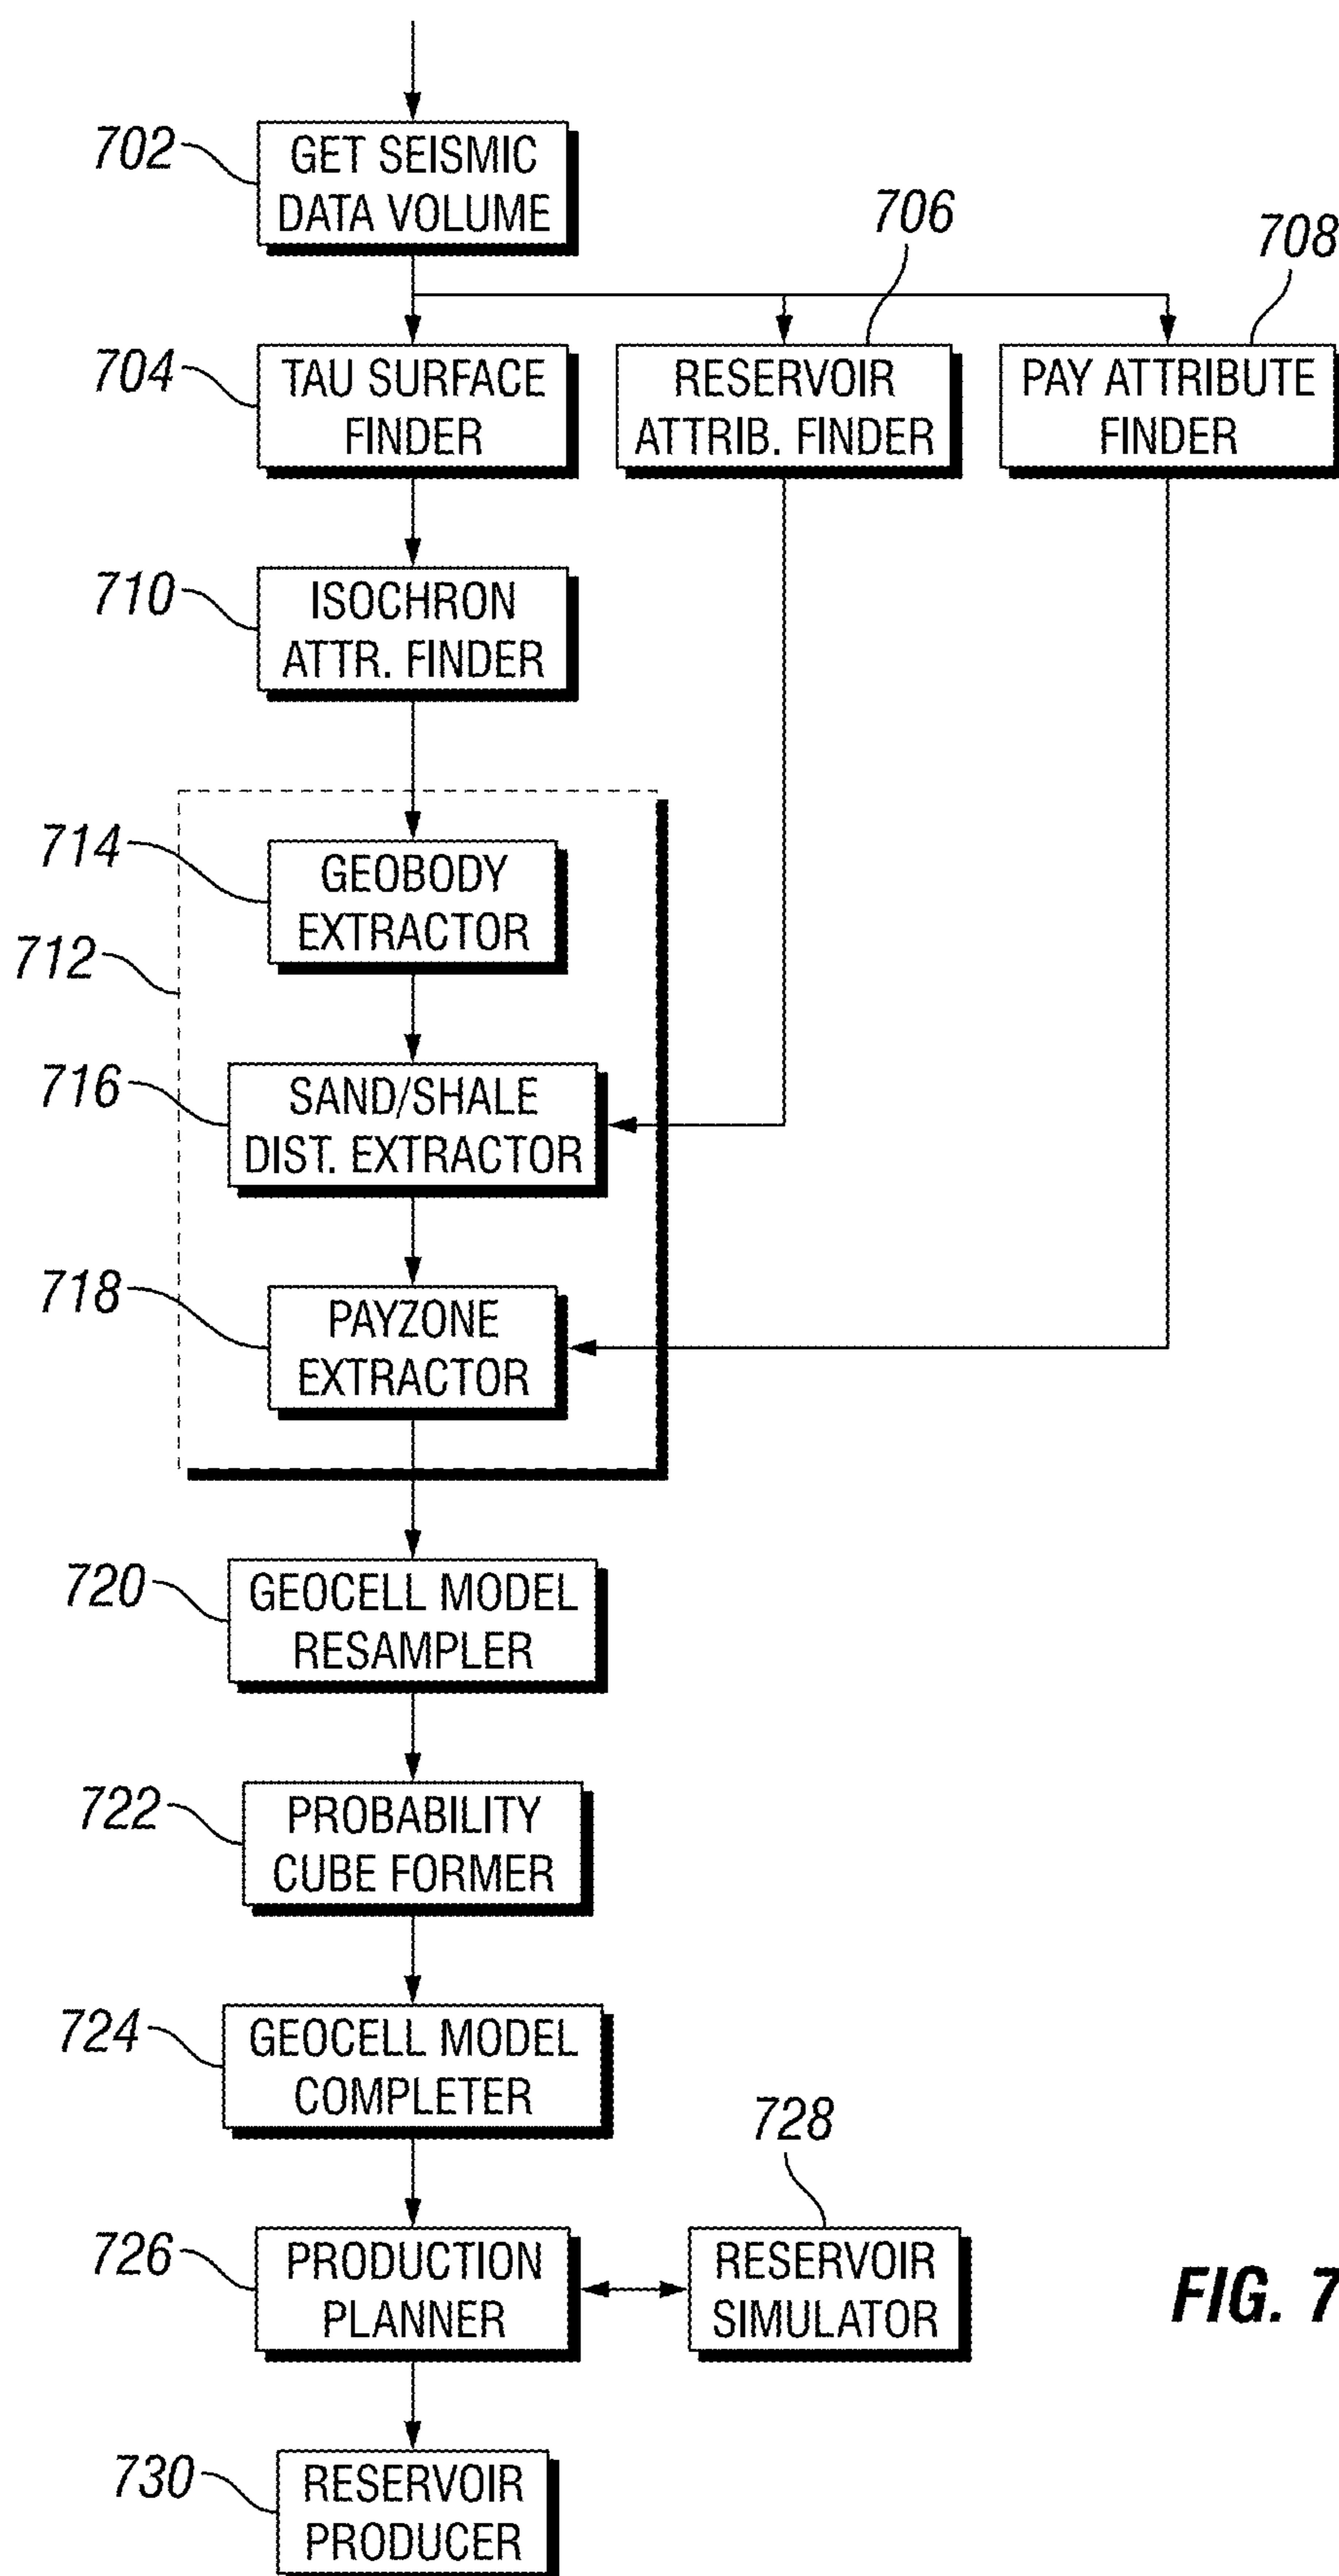 702
GET SEISMIC
DATA VOLUME
706
708
704
TAU SURFACE
FINDER
RESERVOIR
ATTRIB. FINDER
PAY ATTRIBUTE
FINDER
710
ISOCHRON
ATTR. FINDER
714
GEOBODY
EXTRACTOR
712
716
SAND/SHALE
DIST. EXTRACTOR
718
PAYZONE
EXTRACTOR
720
GEOCELL MODEL
RESAMPLER
722
PROBABILITY
CUBE FORMER
724
GEOCELL MODEL
COMPLETER
728
726
PRODUCTION
PLANNER
RESERVOIR
SIMULATOR
FIG. 7
730
RESERVOIR
PRODUCER